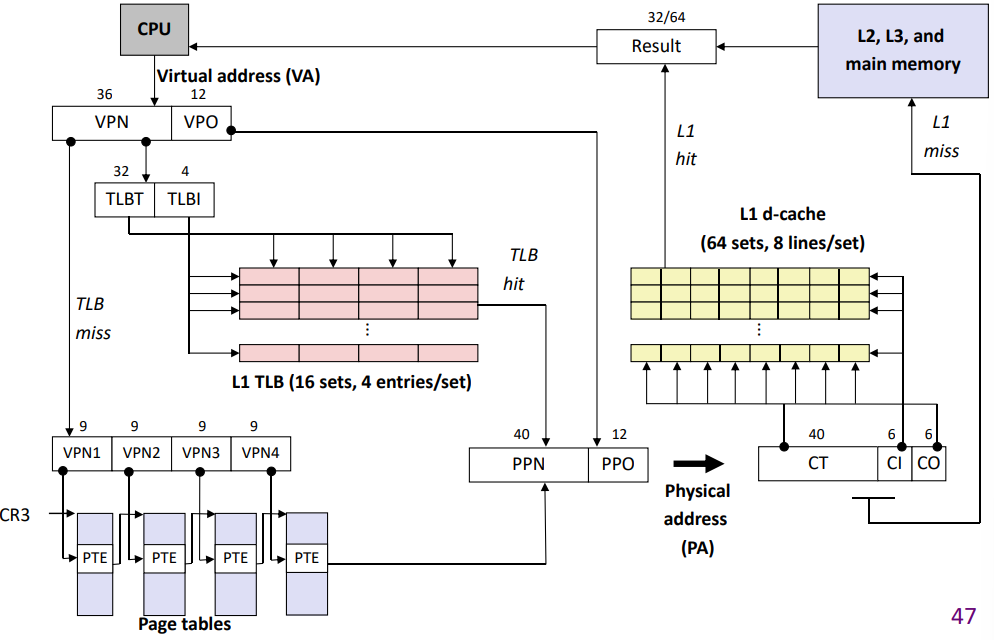 CPU
32/64
Result
L2, L3, and
main memory
Virtual address (VA)
36
12
VPN
VPO
L1
hit
L1
miss
32
4
TLBT
TLBI
L1 d-cache
(64 sets, 8 lines/set)
TLB
hit
TLB
miss
...
...
L1 TLB (16 sets, 4 entries/set)
9
9
9
9
VPN1
VPN2
VPN3
VPN4
40
12
PPN
PPO
40
6
6
CT
CI
CO
Physical
address
(PA)
CR3
PTE
PTE
PTE
PTE
Page tables
47